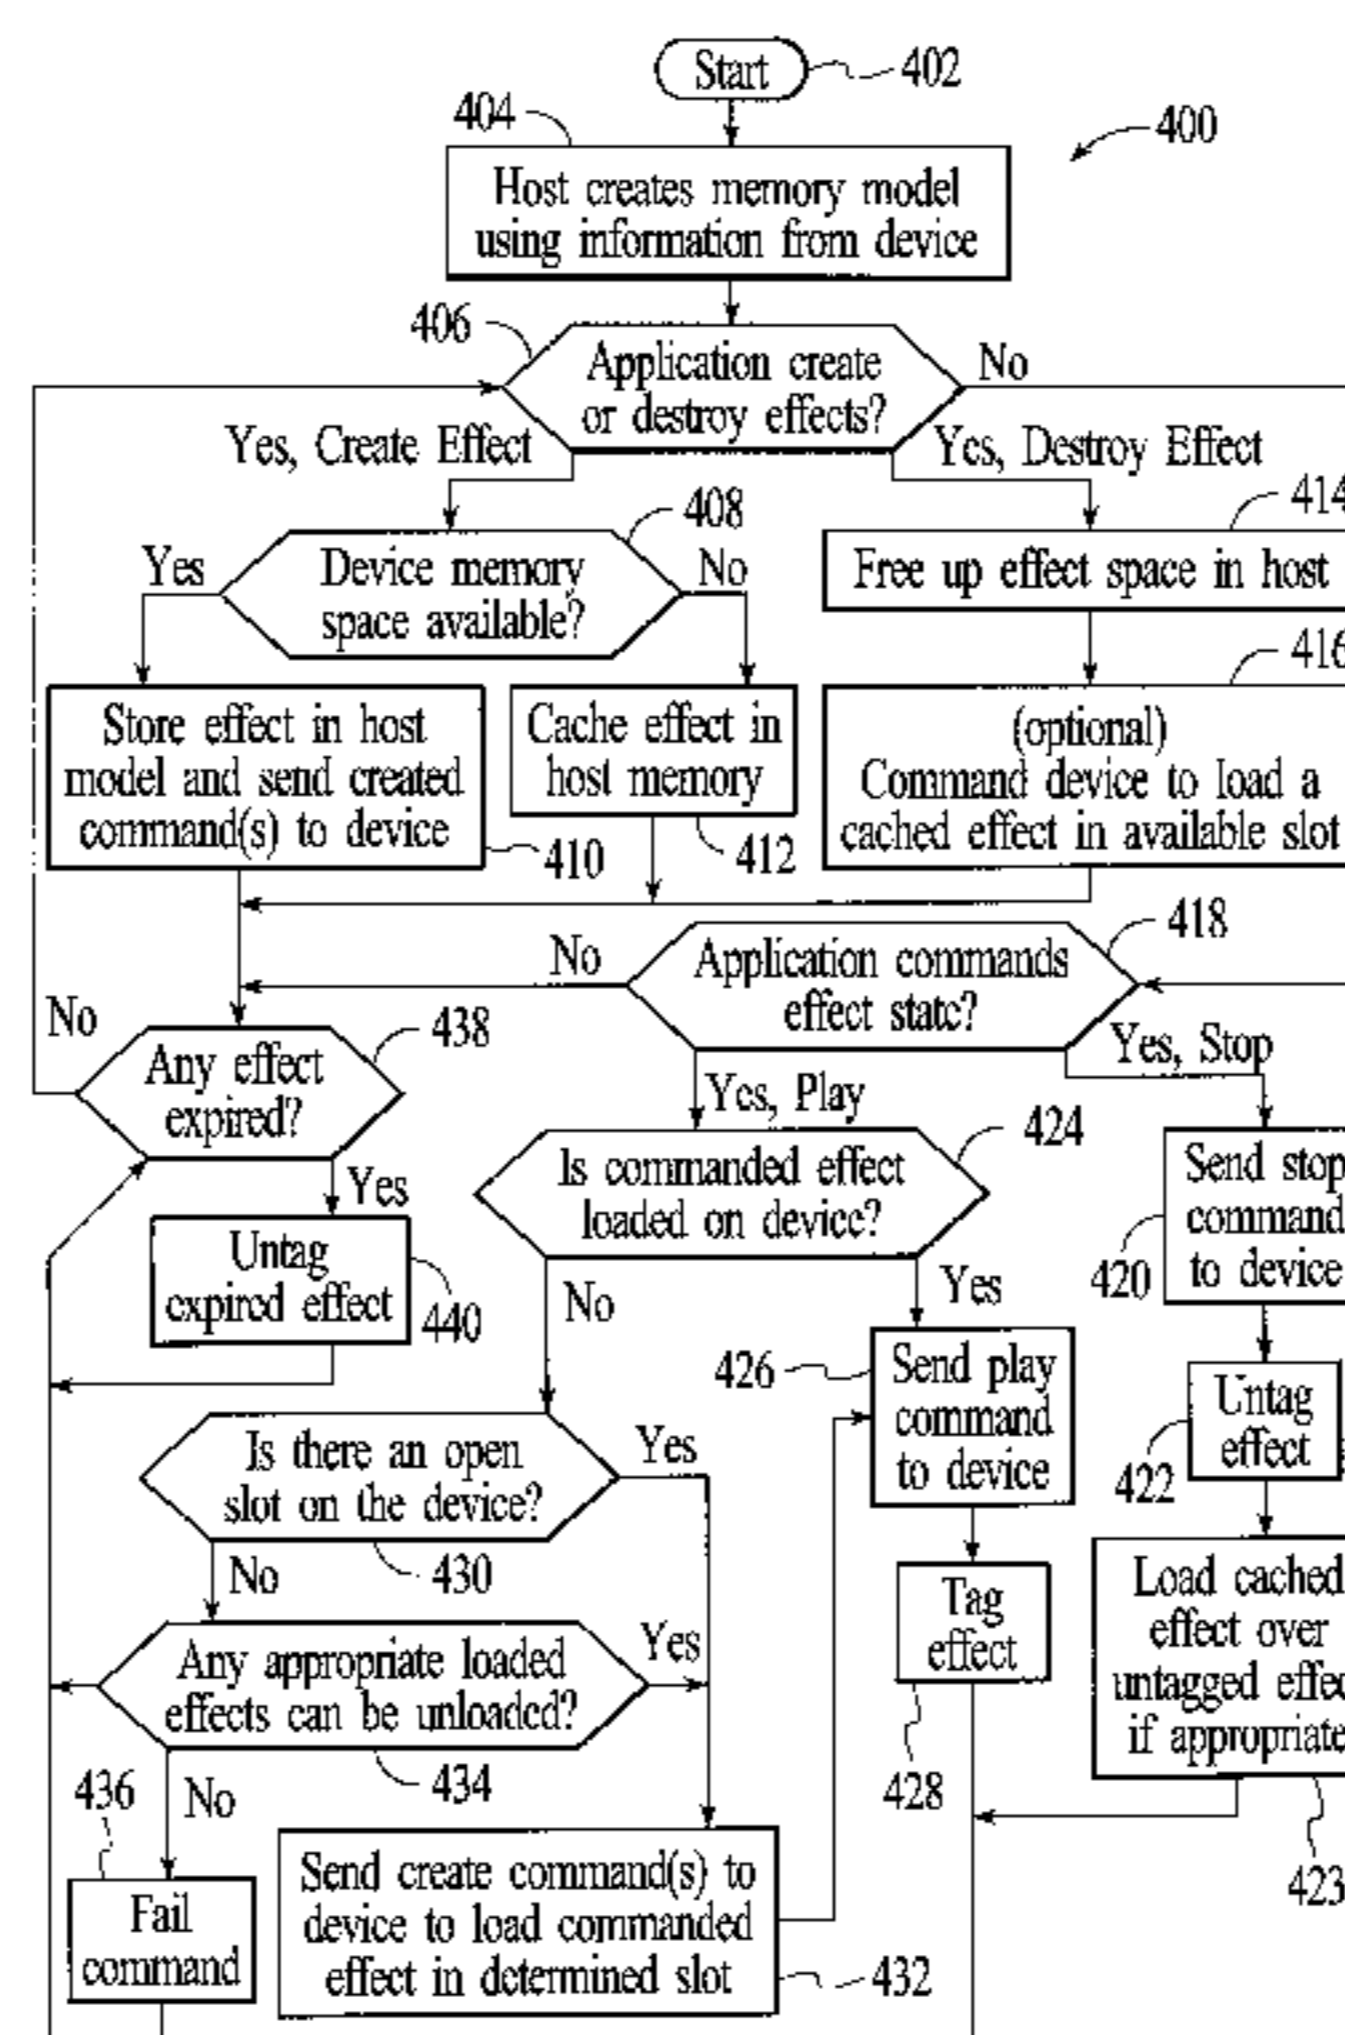 Start
402
404
400
Host creates memory model
using information from device
406
Application create
or destroy effects?
No
Yes, Create Effect
Yes, Destroy Effect
408
414
Yes
Device memory
space available?
No
Free up effect space in host
416
Store effect in host
model and send created
command(s) to device
410
Cache effect in
host memory
412
(optional)
Command device to load a
cached effect in available slot
418
No
Application commands
effect state?
No
438
Any effect
expired?
Yes, Play
Yes, Stop
424
Is commanded effect
loaded on device?
Send stop
command
to device
420
Yes
Untag
expired effect
440
No
Yes
426
Send play
command
to device
Untag
effect
422
Is there an open
slot on the device?
Yes
430
No
Tag
effect
428
Load cached
effect over
untagged
if appropriate
423
Any appropriate loaded
effects can be unloaded?
Yes
434
436
No
Fail
command
Send create command(s) to
device to load commanded
effect in determined slot
432